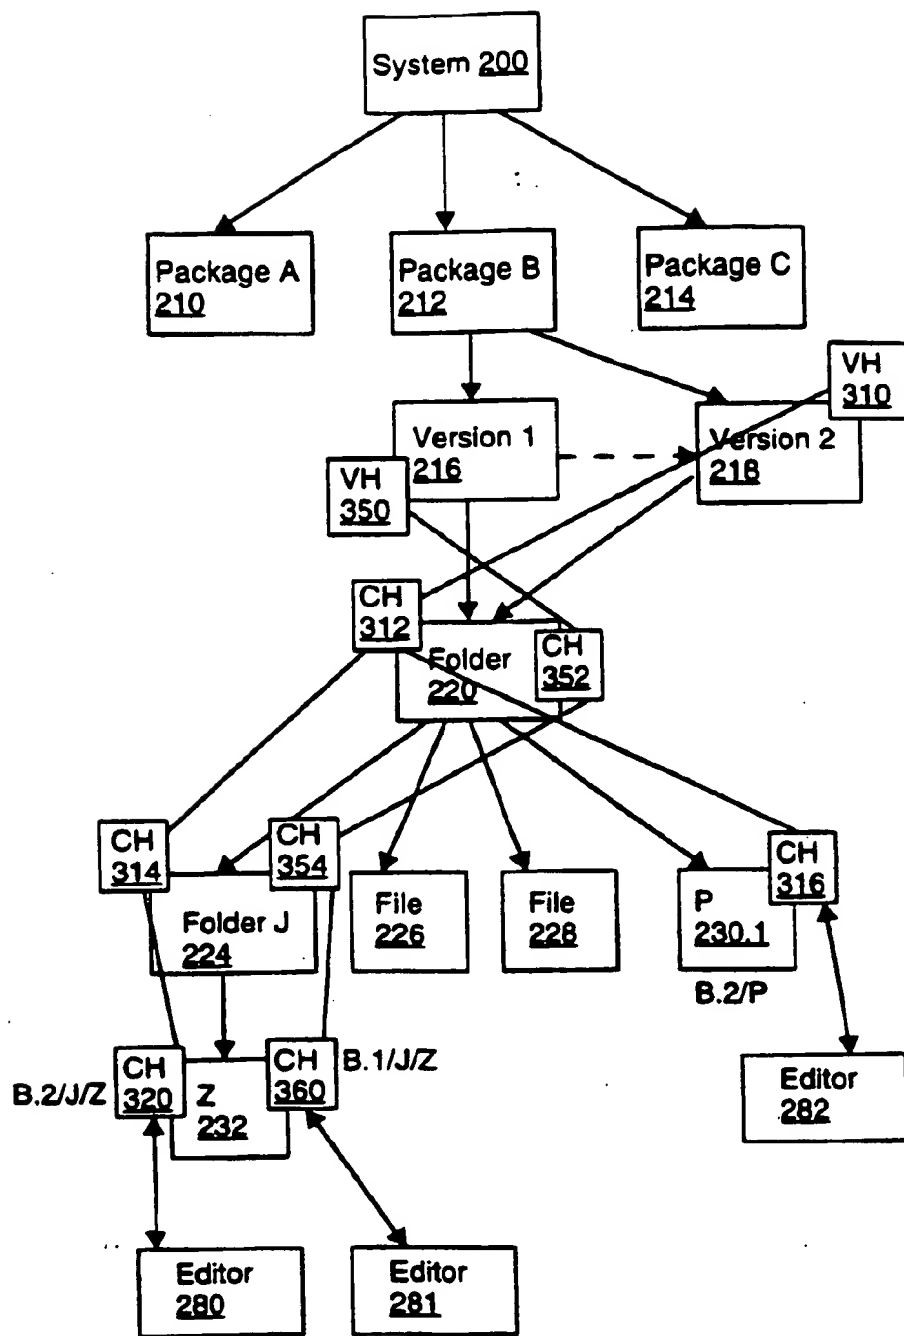 System 200
Package A
210
Package B
212
Package C
214
VH
310
Version 1
216
Version 2
218
VH
350
CH
312
Folder
220
CH
352
CH
314
CH
354
Folder J
224
File
226
File
228
P
230.1
CH
316
B.2/P
B.2/J/Z
CH
320
Z
232
CH
360
B.1/J/Z
Editor
282
Editor
280
Editor
281